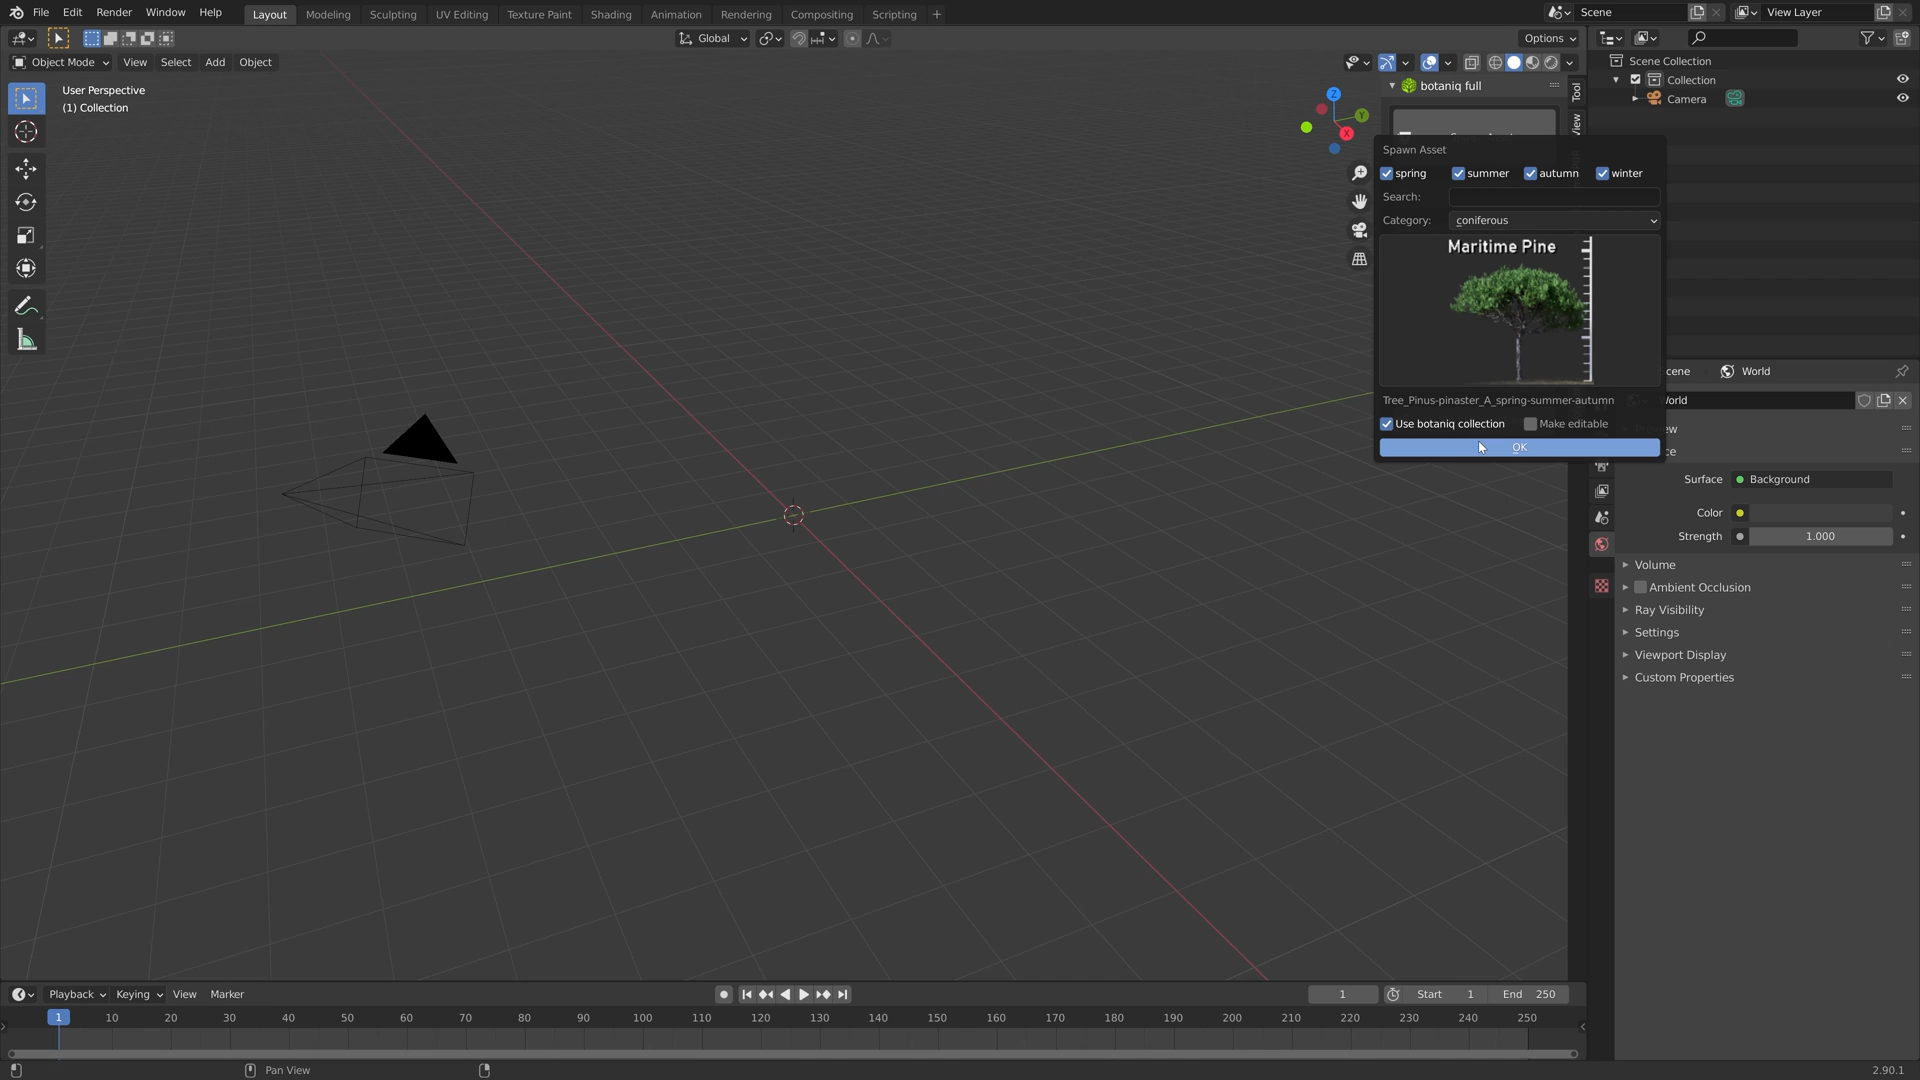 File Edit Render Window Help
Layout Modeling Sculpting UV Editing Texture Paint Shading Animation Rendering Compositing Scripting +
Scene
View Layer
Global
Options
Object Mode View Select Add Object
User Perspective
(1) Collection
Z
Y
X
botaniq full
Tool
View
Scene Collection
Collection
Camera
Spawn Asset
spring summer autumn winter
Search:
Category: coniferous
Maritime Pine
Tree_Pinus-pinaster_A_spring-summer-autumn
Use botaniq collection Make editable
OK
cene World
orld
Surface Background
Color
Strength 1.000
Volume
Ambient Occlusion
Ray Visibility
Settings
Viewport Display
Custom Properties
Playback Keying View Marker
1
Start 1
End 250
1 10 20 30 40 50 60 70 80 90 100 110 120 130 140 150 160 170 180 190 200 210 220 230 240 250
Pan View
2.90.1